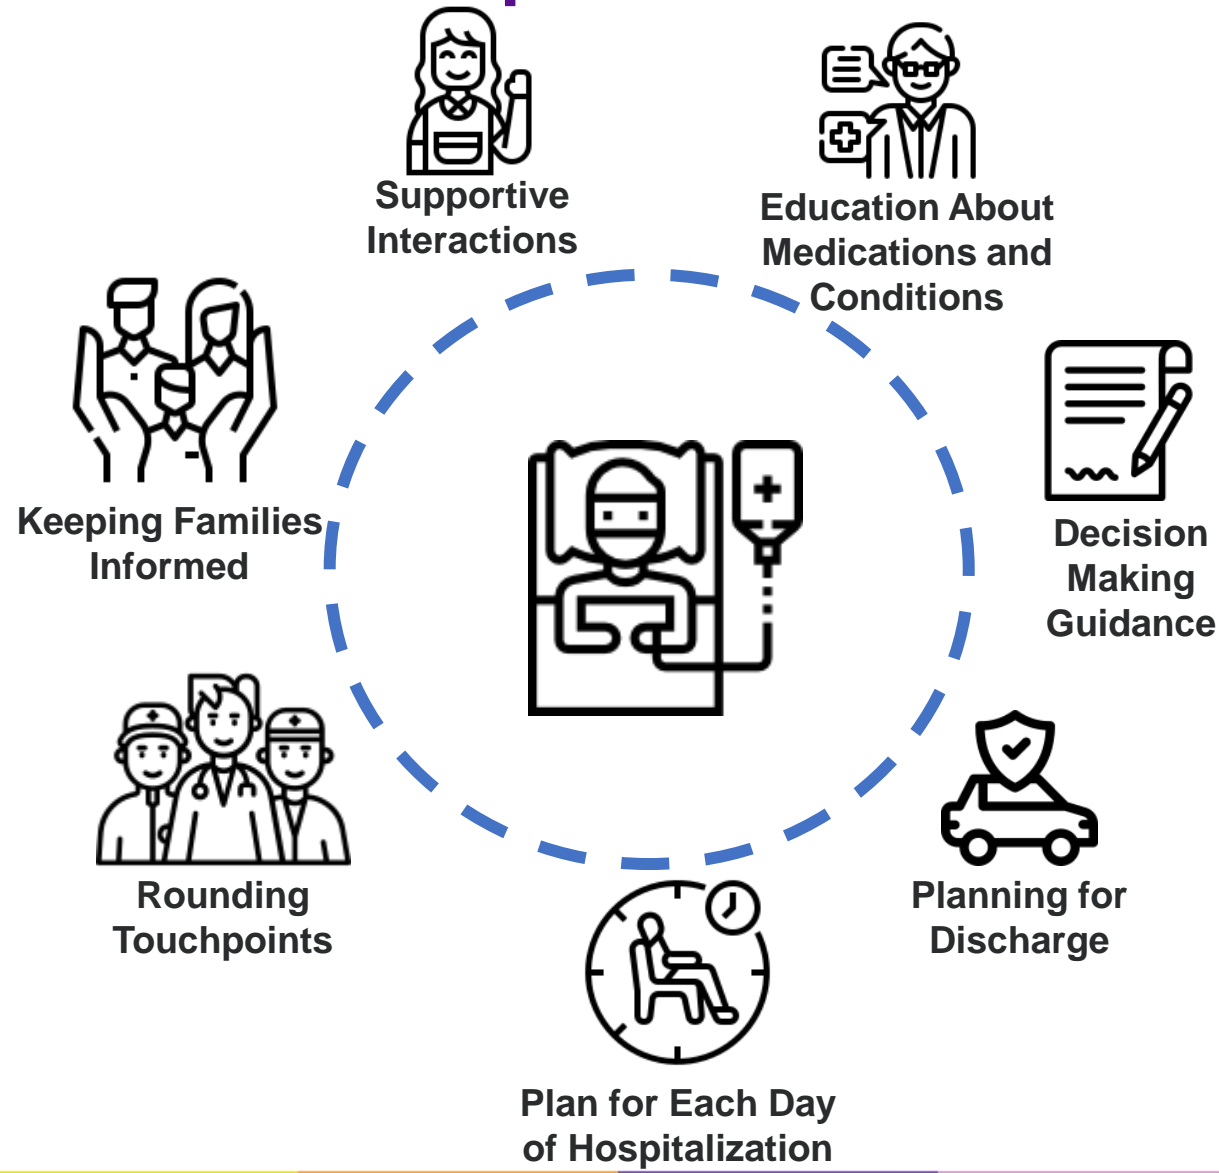 Supportive
Interactions
Education About
Medications and
Conditions
Keeping Families
Informed
Decision
Making
Guidance
Rounding
Touchpoints
Planning for
Discharge
Plan for Each Day
of Hospitalization